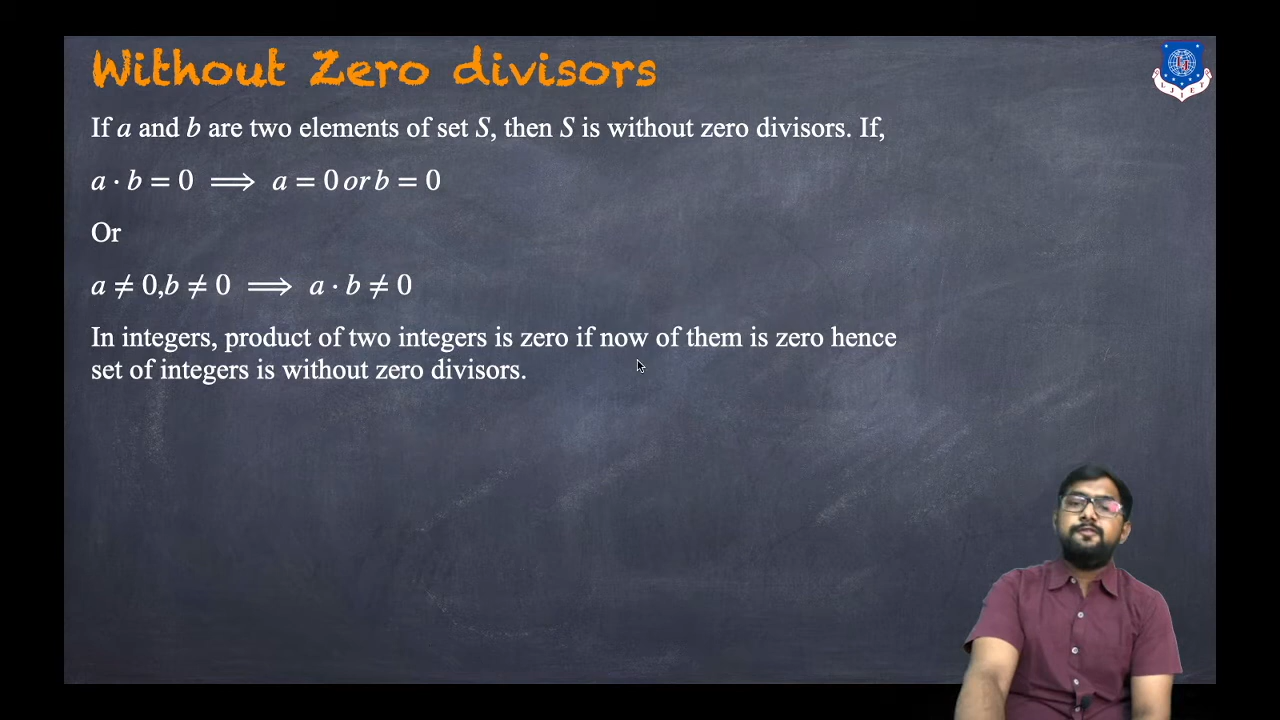 Without Zero divisors
If a and b are two elements of set S, then S is without zero divisors. If,
a · b = 0 ⟹ a = 0 or b = 0
Or
a ≠ 0,b ≠ 0 ⟹ a · b ≠ 0
In integers, product of two integers is zero if now of them is zero hence
set of integers is without zero divisors.